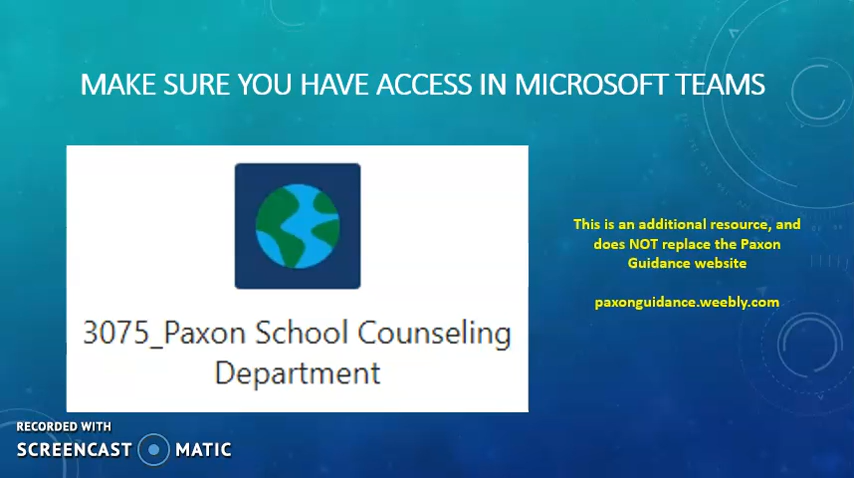 MAKE SURE YOU HAVE ACCESS IN MICROSOFT TEAMS
3075_Paxon School Counseling
Department
This is an additional resource, and
does NOT replace the Paxon
Guidance website
paxonguidance.weebly.com
RECORDED WITH
SCREENCAST MATIC